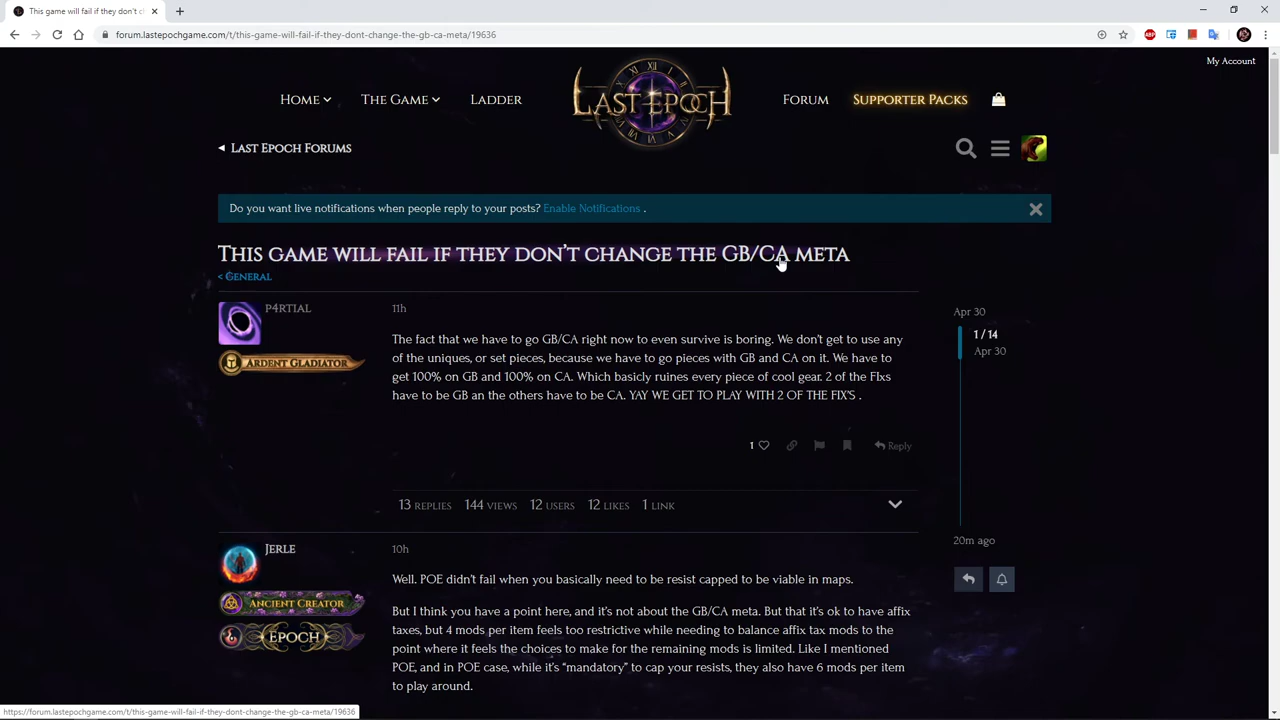 This game will fail if they don't c
forum.lastepochgame.com/t/this-game-will-fail-if-they-dont-change-the-gb-ca-meta/19636
ABP
My Account
Home
The Game
Ladder
Last Epoch
Forum
Supporter Packs
Last Epoch Forums
Do you want live notifications when people reply to your posts? Enable Notifications .
This game will fail if they don't change the GB/CA meta
< General
p4rtial
11h
Ardent Gladiator
The fact that we have to go GB/CA right now to even survive is boring. We don't get to use any
of the uniques, or set pieces, because we have to go pieces with GB and CA on it. We have to
get 100% on GB and 100% on CA. Which basicly ruines every piece of cool gear. 2 of the FIxs
have to be GB an the others have to be CA. YAY WE GET TO PLAY WITH 2 OF THE FIX'S .
Apr 30
1 / 14
Apr 30
1
Reply
13 replies 144 views 12 users 12 likes 1 link
20m ago
Jerle
10h
Ancient Creator
Epoch
Well. POE didn't fail when you basically need to be resist capped to be viable in maps.
But I think you have a point here, and it's not about the GB/CA meta. But that it's ok to have affix
taxes, but 4 mods per item feels too restrictive while needing to balance affix tax mods to the
point where it feels the choices to make for the remaining mods is limited. Like I mentioned
POE, and in POE case, while it's "mandatory" to cap your resists, they also have 6 mods per item
to play around.
https://forum.lastepochgame.com/t/this-game-will-fail-if-they-dont-change-the-gb-ca-meta/19636